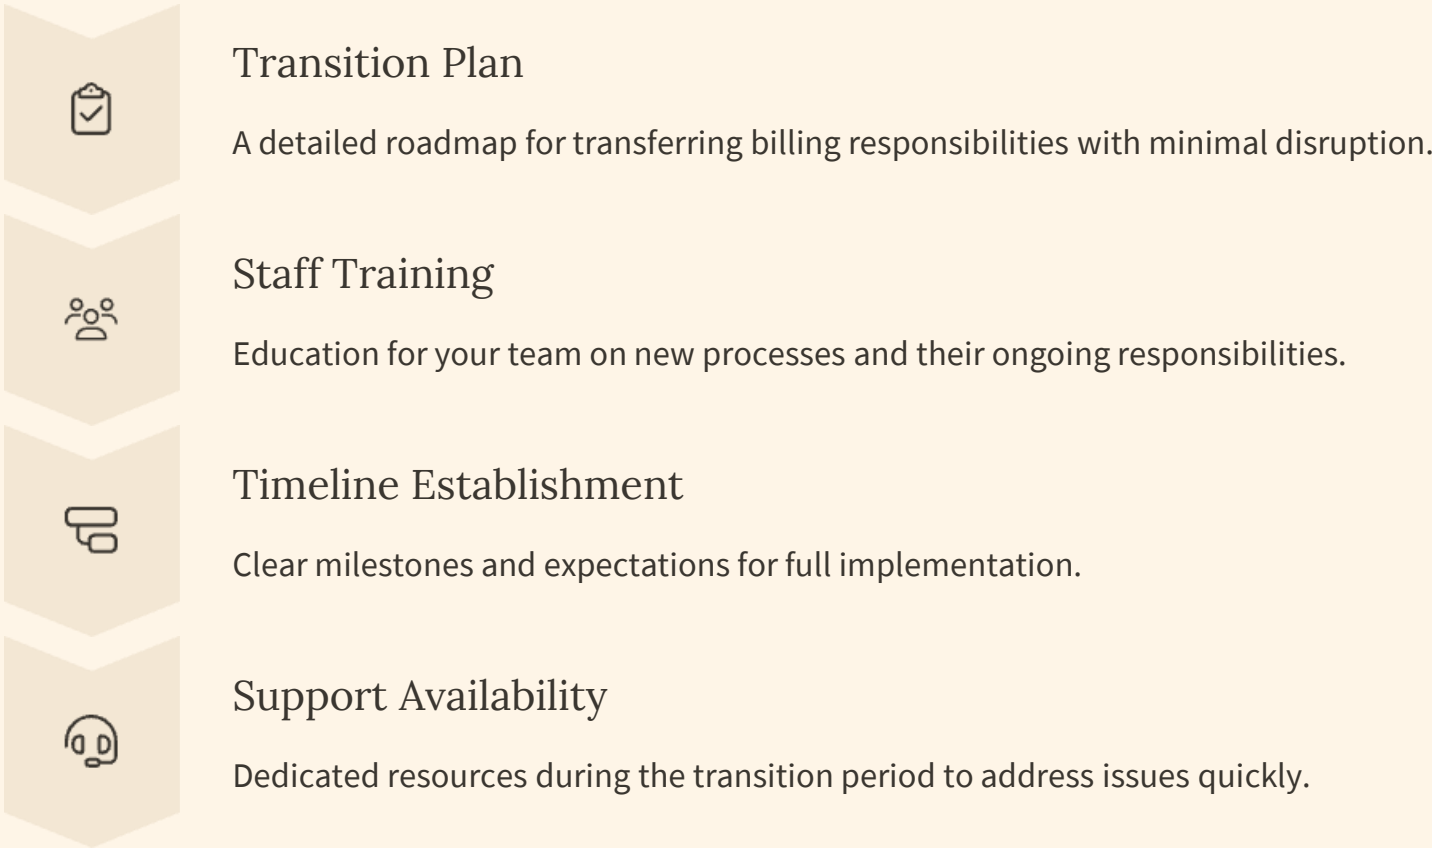 Transition Plan
A detailed roadmap for transferring billing responsibilities with minimal disruption.
Staff Training
Education for your team on new processes and their ongoing responsibilities.
Timeline Establishment
Clear milestones and expectations for full implementation.
Support Availability
Dedicated resources during the transition period to address issues quickly.